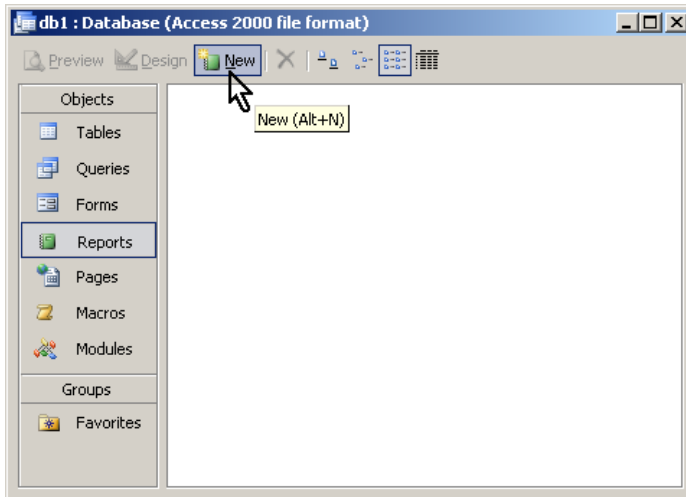 db1 : Database (Access 2000 file format)
Preview Design New
New (Alt+N)
Objects
Tables
Queries
Forms
Reports
Pages
Macros
Modules
Groups
Favorites